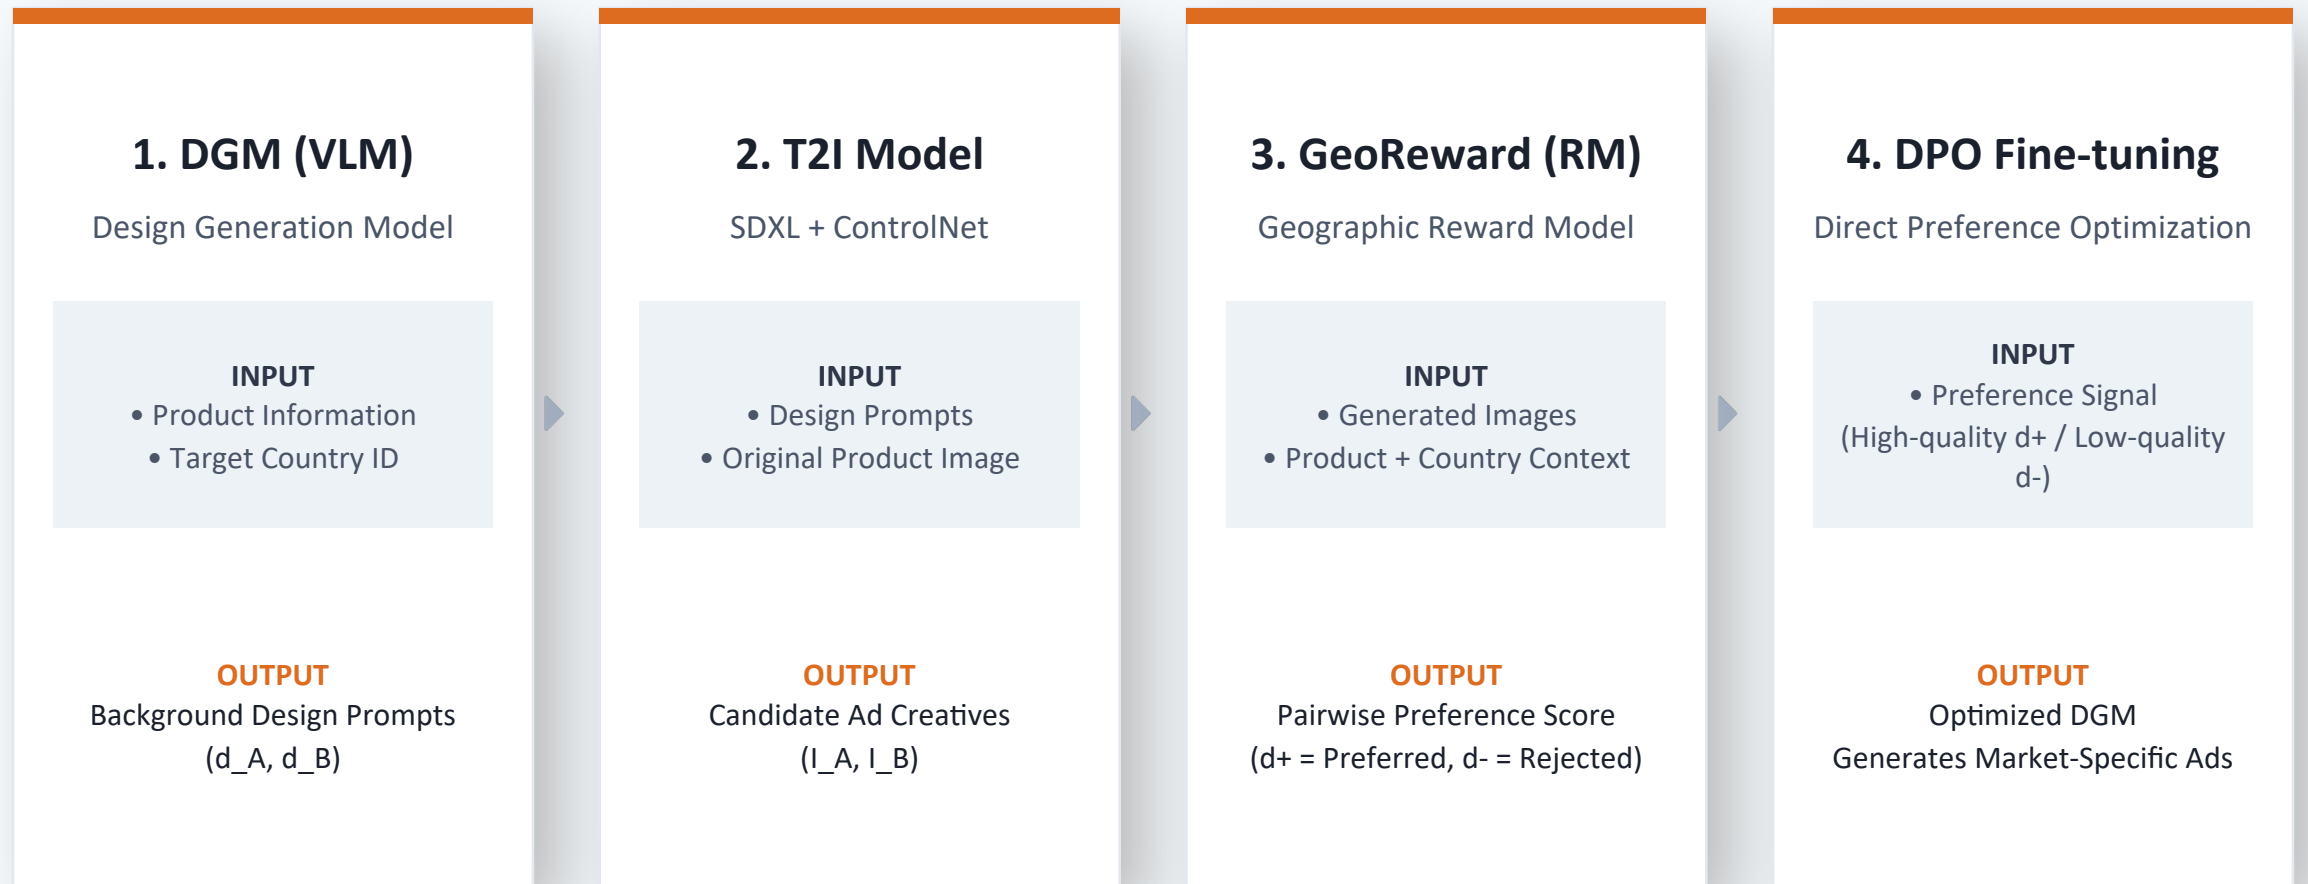 1. DGM (VLM)
Design Generation Model
INPUT
• Product Information
• Target Country ID
OUTPUT
Background Design Prompts
(d_A, d_B)
2. T2I Model
SDXL + ControlNet
INPUT
• Design Prompts
• Original Product Image
OUTPUT
Candidate Ad Creatives
(I_A, I_B)
3. GeoReward (RM)
Geographic Reward Model
INPUT
• Generated Images
• Product + Country Context
OUTPUT
Pairwise Preference Score
(d+ = Preferred, d- = Rejected)
4. DPO Fine-tuning
Direct Preference Optimization
INPUT
• Preference Signal
(High-quality d+ / Low-quality
d-)
OUTPUT
Optimized DGM
Generates Market-Specific Ads